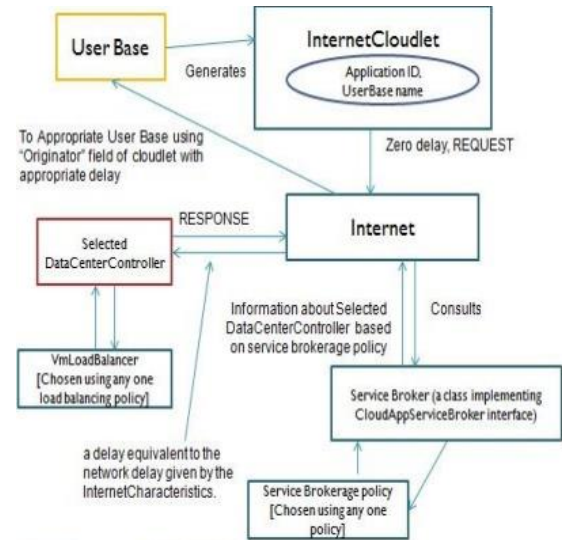 User Base
Generates
InternetCloudlet
Application ID,
UserBase name
To Appropriate User Base using
“Originator” field of cloudlet with
appropriate delay
Zero delay, REQUEST
RESPONSE
Internet
Selected
DataCenterController
Information about Selected
DataCenterController based
on service brokerage policy
Consults
VmLoadBalancer
[Chosen using any one
load balancing policy]
Service Broker (a class implementing
CloudAppServiceBroker interface)
a delay equivalent to the
network delay given by the
InternetCharacteristics.
Service Brokerage policy
[Chosen using any one
policy]